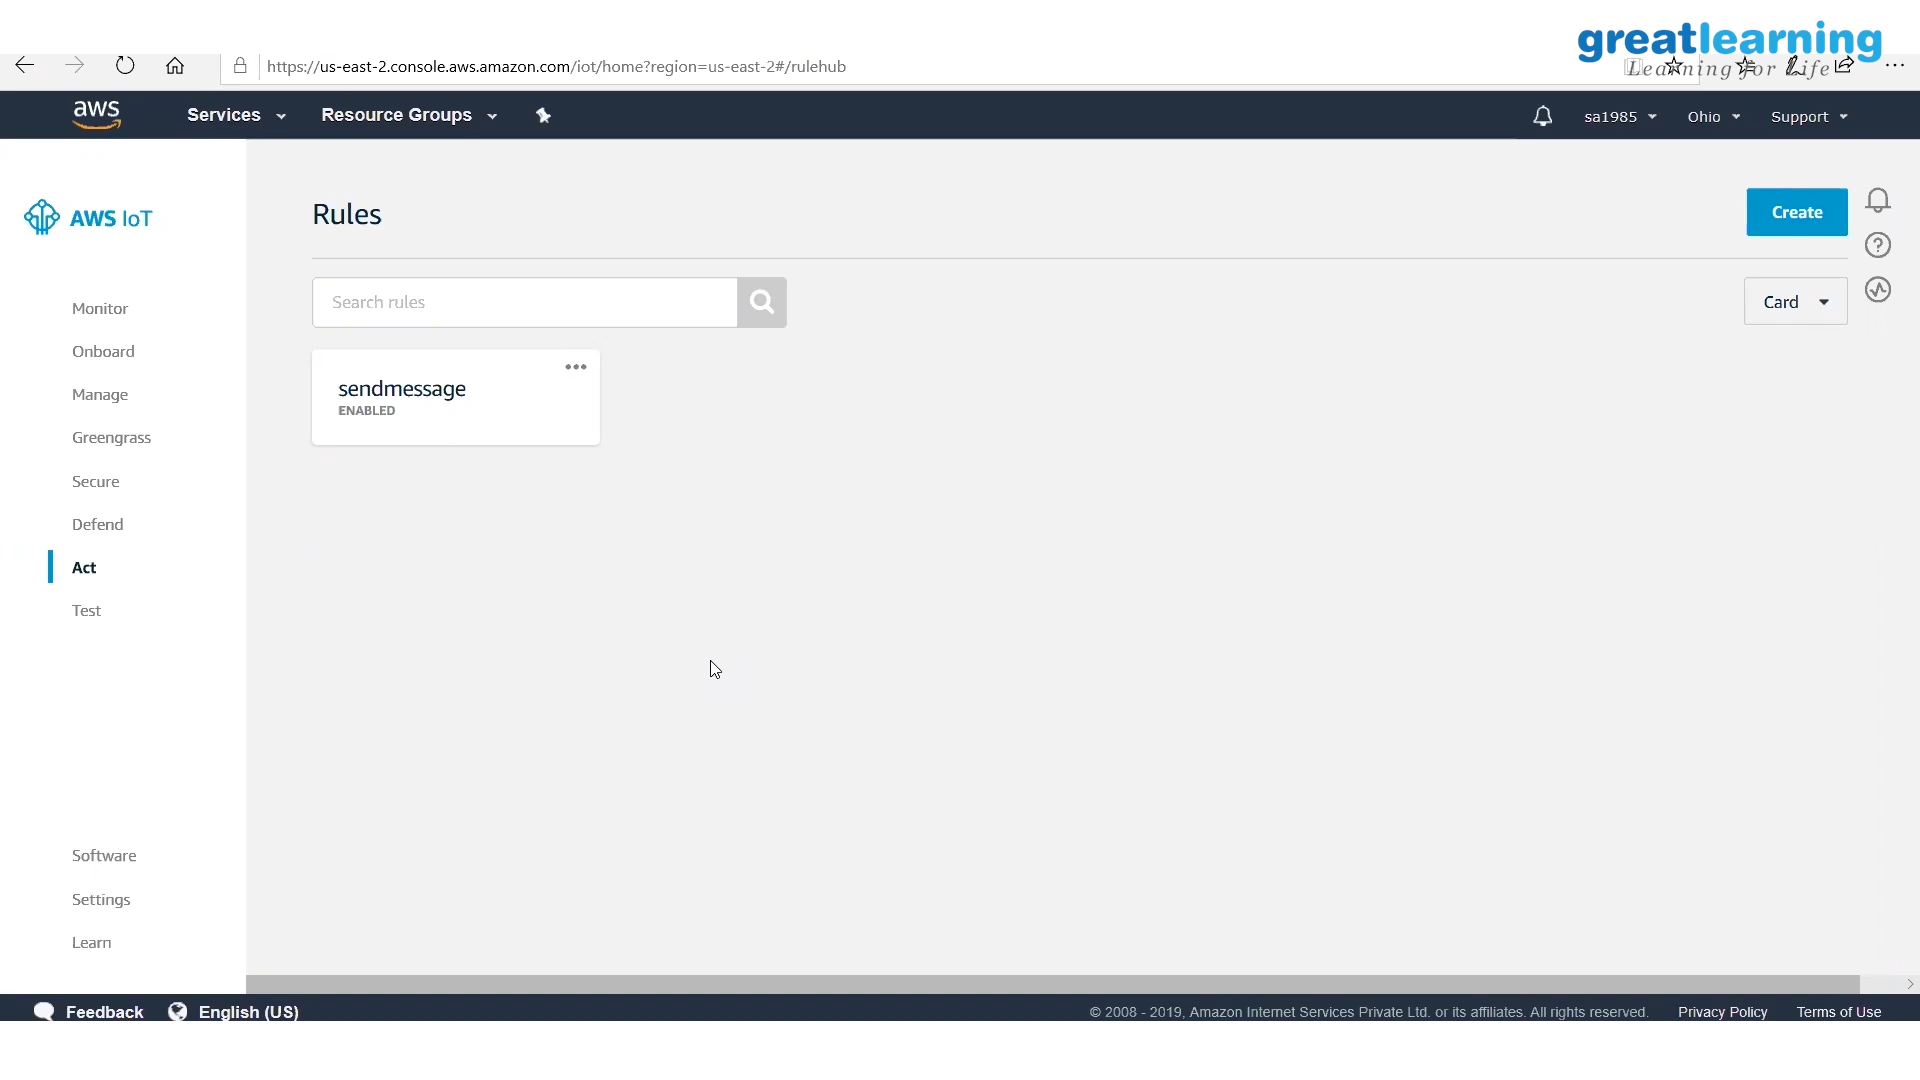 greatlearning
Learning for Life
https://us-east-2.console.aws.amazon.com/iot/home?region=us-east-2#/rulehub
aws
Services
Resource Groups
sa1985
Ohio
Support
AWS IoT
Rules
Create
Search rules
Card
sendmessage
ENABLED
Monitor
Onboard
Manage
Greengrass
Secure
Defend
Act
Test
Software
Settings
Learn
Feedback
English (US)
© 2008 - 2019, Amazon Internet Services Private Ltd. or its affiliates. All rights reserved.
Privacy Policy
Terms of Use